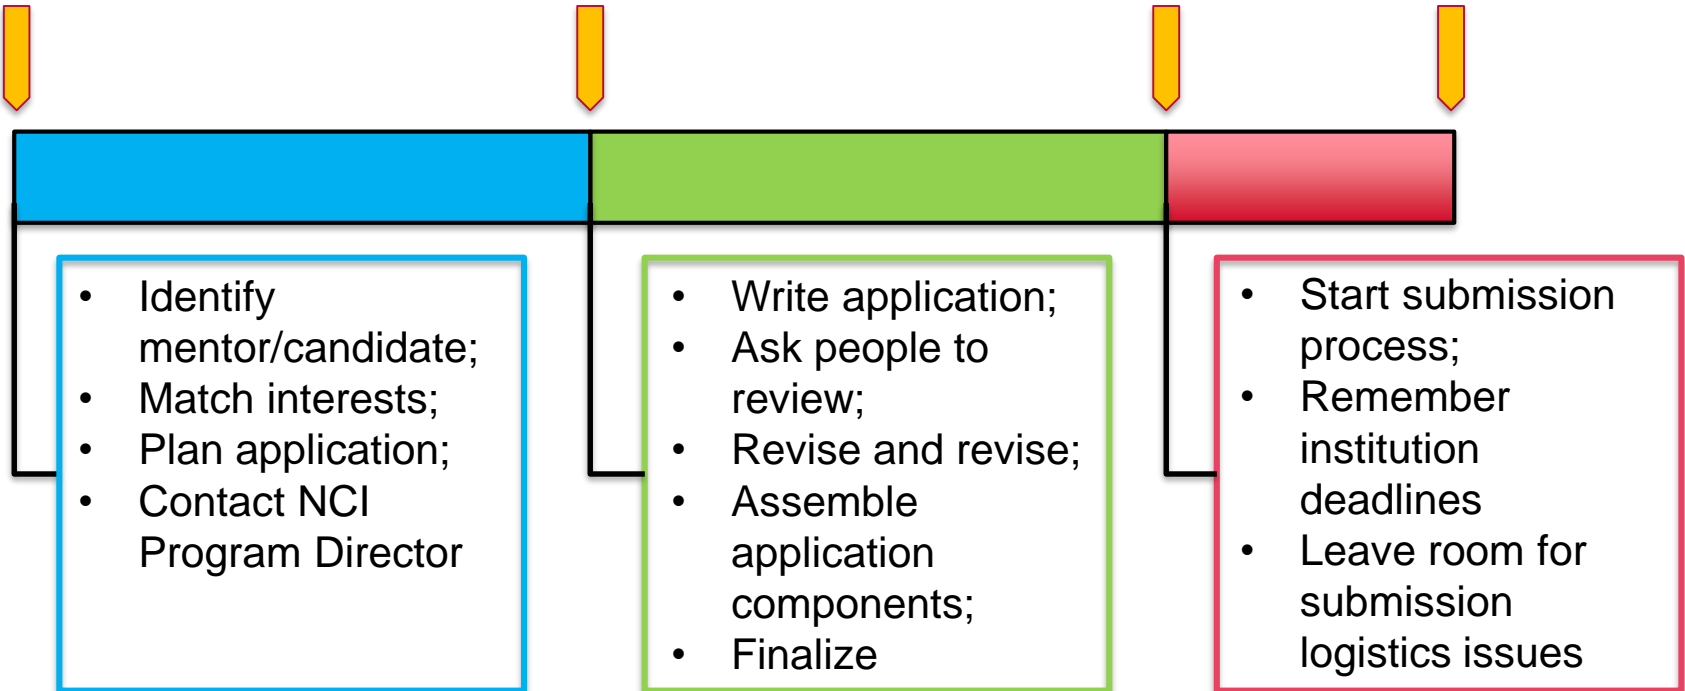 • Identify
mentor/candidate;
• Match interests;
• Plan application;
• Contact NCI
Program Director
• Write application;
• Ask people to
review;
• Revise and revise;
• Assemble
application
components;
• Finalize
• Start submission
process;
• Remember
institution
deadlines
• Leave room for
submission
logistics issues